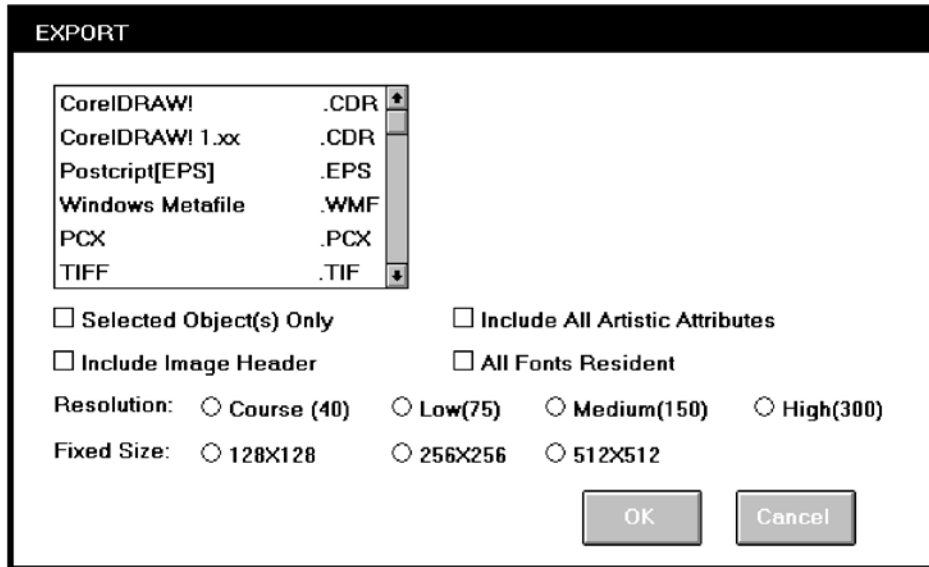 EXPORT
CorelDRAW! .CDR
CorelDRAW! 1.xx .CDR
Postcript[EPS] .EPS
Windows Metafile .WMF
PCX .PCX
TIFF .TIF
Selected Object(s) Only Include All Artistic Attributes
Include Image Header All Fonts Resident
Resolution: Course (40) Low(75) Medium(150) High(300)
Fixed Size: 128X128 256X256 512X512
OK Cancel